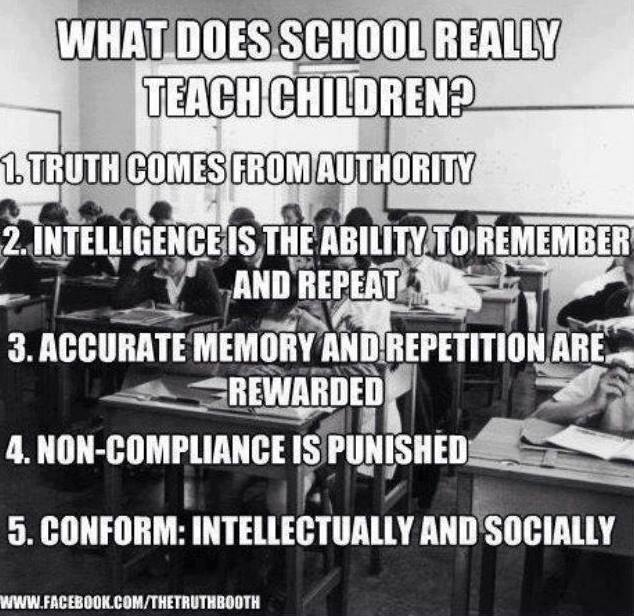 WHAT DOES SCHOOL REALLY
TEACH CHILDREN?
1. TRUTH COMES FROM AUTHORITY
2. INTELLIGENCE IS THE ABILITY TO REMEMBER
AND REPEAT
3. ACCURATE MEMORY AND REPETITION ARE
REWARDED
4. NON-COMPLIANCE IS PUNISHED
5. CONFORM: INTELLECTUALLY AND SOCIALLY
WWW.FACEBOOK.COM/THETRUTHBOOTH